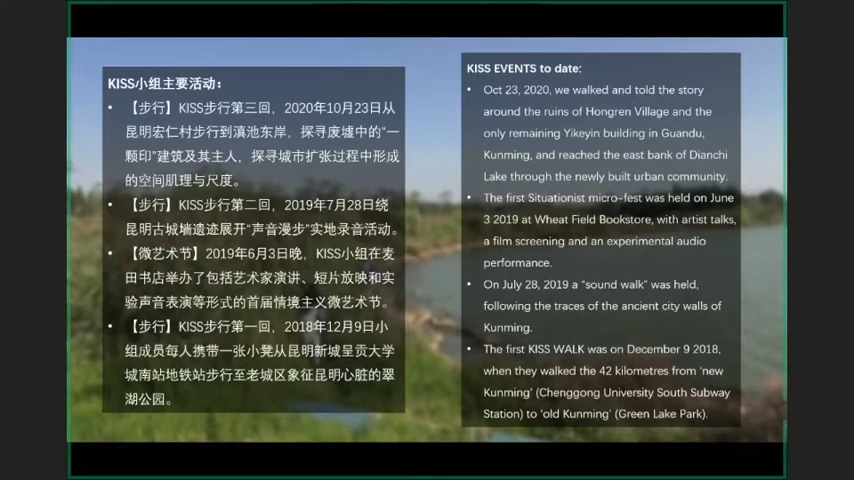 KISS小组主要活动：
• 【步行】KISS步行第三回，2020年10月23日从
昆明宏仁村步行到滇池东岸，探寻废墟中的“一
颗印”建筑及其主人，探寻城市扩张过程中形成
的空间肌理与尺度。
• 【步行】KISS步行第二回，2019年7月28日绕
昆明古城墙遗迹展开“声音漫步”实地录音活动。
• 【微艺术节】2019年6月3日晚，KISS小组在麦
田书店举办了包括艺术家演讲、短片放映和实
验声音表演等形式的首届情境主义微艺术节。
• 【步行】KISS步行第一回，2018年12月9日小
组成员每人携带一张小凳从昆明新城呈贡大学
城南站地铁站步行至老城区象征昆明心脏的翠
湖公园。
KISS EVENTS to date:
• Oct 23, 2020, we walked and told the story
around the ruins of Hongren Village and the
only remaining Yikeyin building in Guandu,
Kunming, and reached the east bank of Dianchi
Lake through the newly built urban community.
• The first Situationist micro-fest was held on June
3 2019 at Wheat Field Bookstore, with artist talks,
a film screening and an experimental audio
performance.
• On July 28, 2019 a “sound walk” was held,
following the traces of the ancient city walls of
Kunming.
• The first KISS WALK was on December 9 2018,
when they walked the 42 kilometres from ‘new
Kunming’ (Chenggong University South Subway
Station) to ‘old Kunming’ (Green Lake Park).